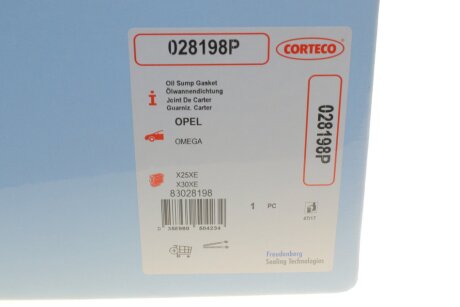 028198P
CORTECO
Oil Sump Gasket
Ölwannendichtung
Joint De Carter
Guarniz. Carter
OPEL
OMEGA
X25XE
X30XE
83028198
1 PC
028198P
Freudenberg
Sealing Technologies